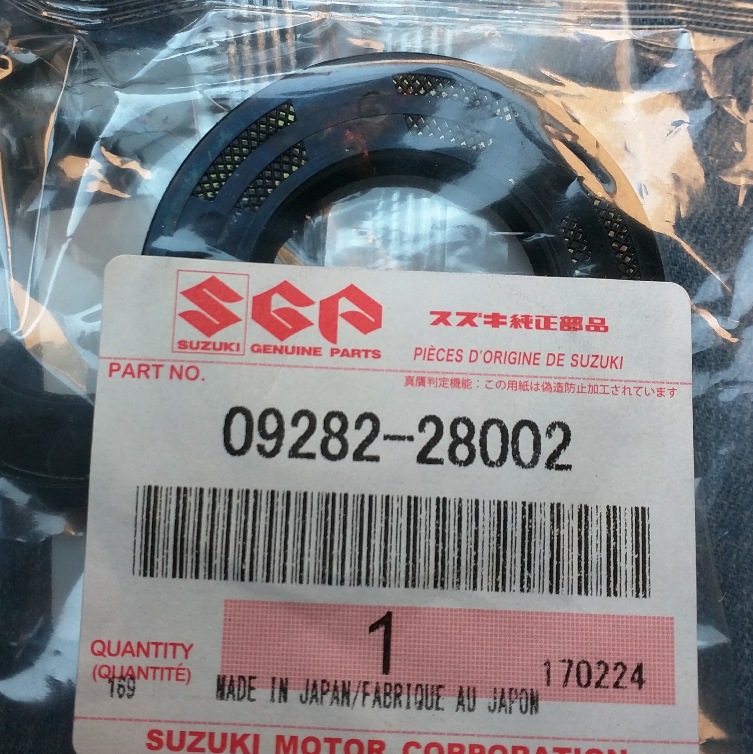 SGP
SUZUKI GENUINE PARTS
スズキ純正部品
PIÈCES D'ORIGINE DE SUZUKI
PART NO.
真贋判定機能：この用紙は偽造防止加工されています
09282-28002
QUANTITY
(QUANTITÉ)
1
170224
169
MADE IN JAPAN/FABRIQUE AU JAPON
SUZUKI MOTOR CORPORATION